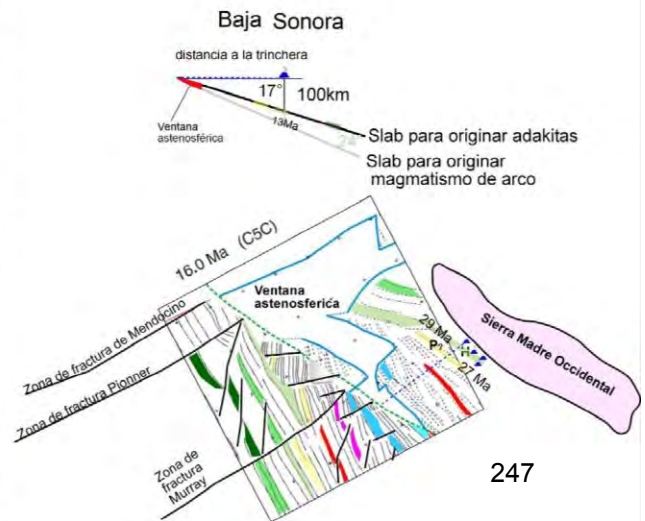 Baja Sonora
distancia a la trinchera
17°
100km
13Ma
Ventana
astenosférica
Slab para originar adakitas
Slab para originar
magmatismo de arco
16.0 Ma (C5C)
Ventana
astenosferica
Zona de fractura de Mendocino
Zona de fractura Pionner
Zona de
fractura
Murray
29 Ma
27 Ma
Sierra Madre Occidental
247